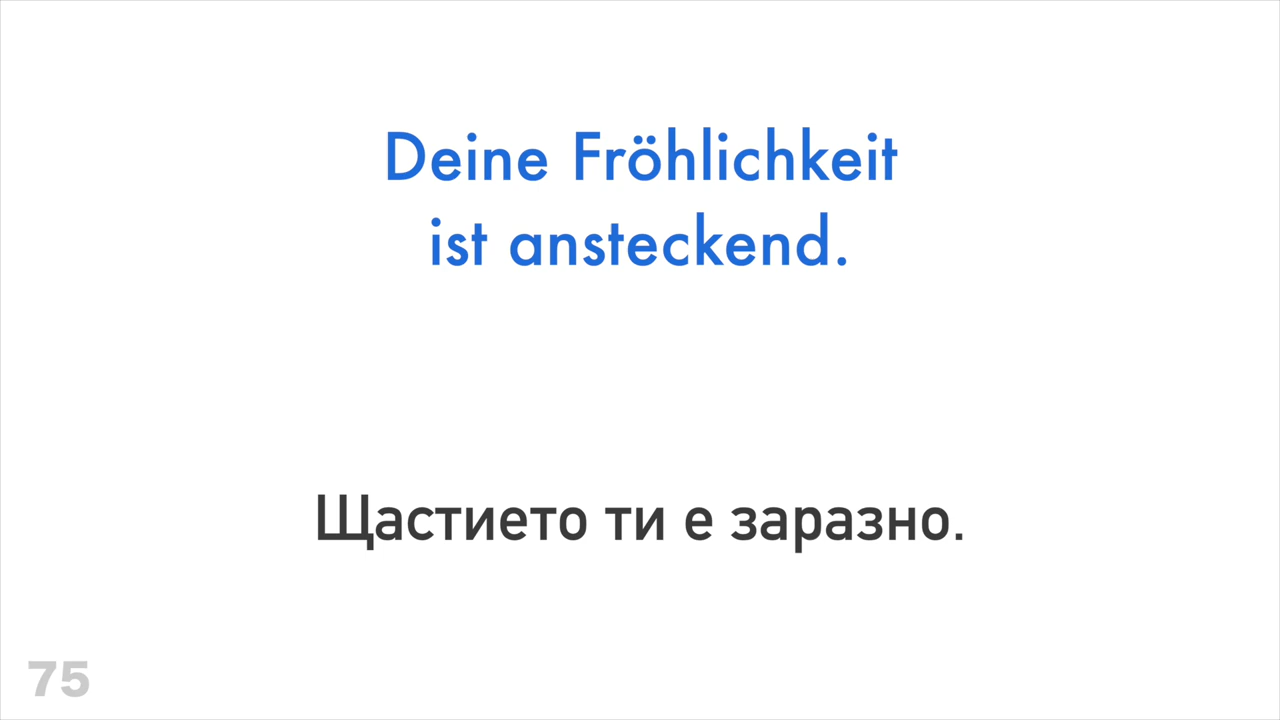 Deine Fröhlichkeit
ist ansteckend.
Щастието ти е заразно.
75